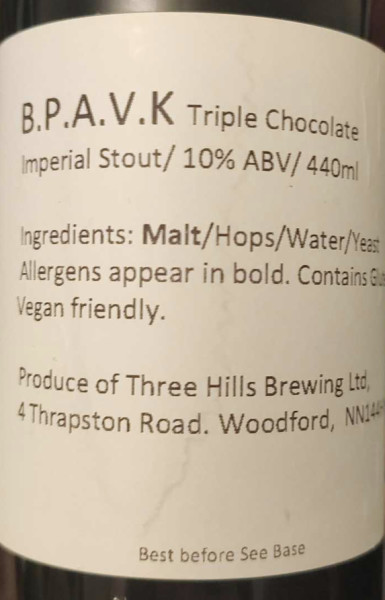 B.P.A.V.K Triple Chocolate
Imperial Stout/ 10% ABV/ 440ml
Ingredients: Malt/Hops/Water/Yeast
Allergens appear in bold. Contains
Vegan friendly.
Produce of Three Hills Brewing Ltd,
4 Thrapston Road. Woodford,
Best before See Base